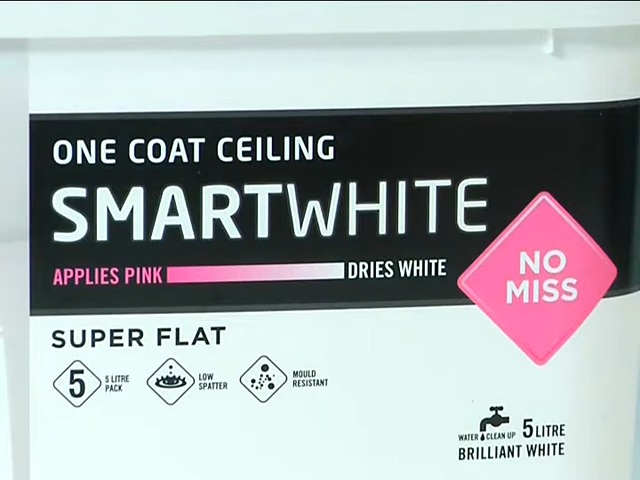 ONE COAT CEILING
SMARTWHITE
APPLIES PINK DRIES WHITE
NO
MISS
SUPER FLAT
5
5 LITRE
PACK
LOW
SPATTER
MOULD
RESISTANT
WATER CLEAN UP 5 LITRE
BRILLIANT WHITE